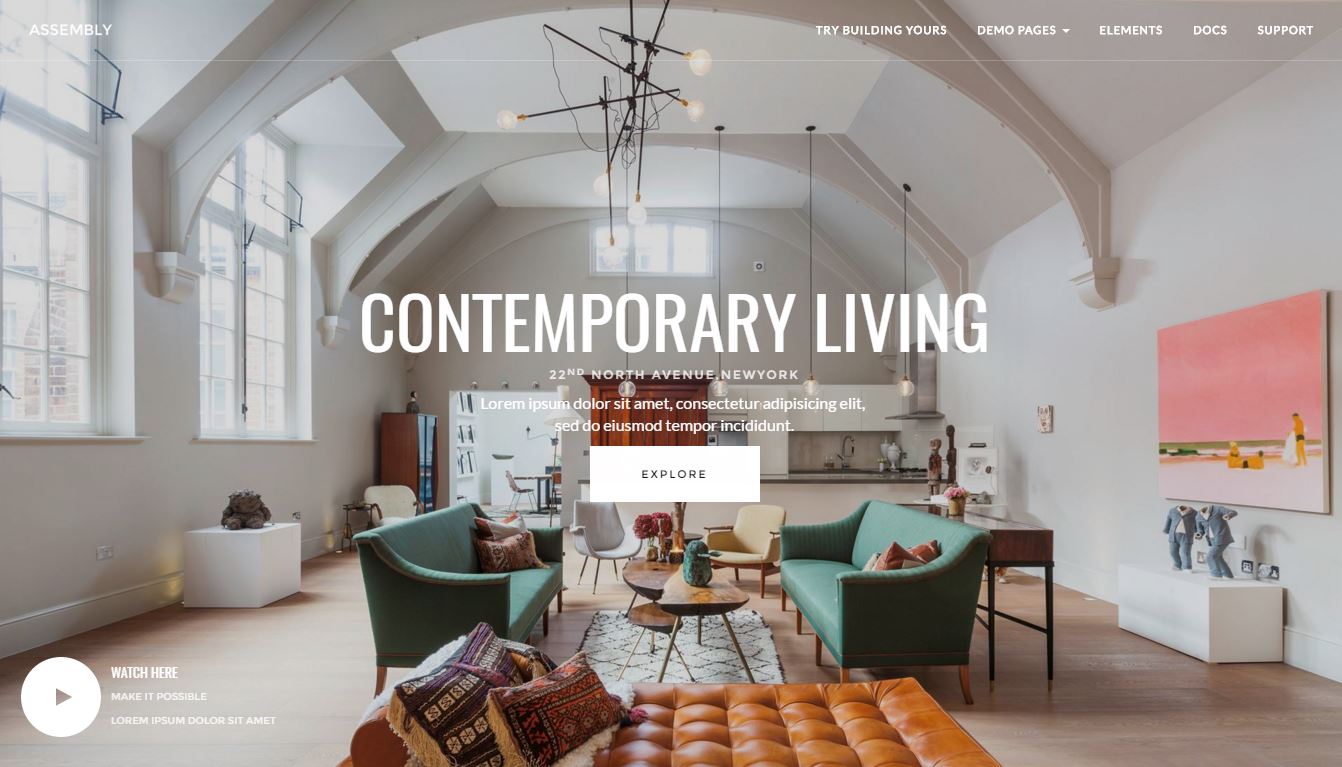 ASSEMBLY
TRY BUILDING YOURS DEMO PAGES ELEMENTS DOCS SUPPORT
CONTEMPORARY LIVING
22ND NORTH AVENUE,NEWYORK
Lorem ipsum dolor sit amet, consectetur adipisicing elit,
sed do eiusmod tempor incididunt.
EXPLORE
WATCH HERE
MAKE IT POSSIBLE
LOREM IPSUM DOLOR SIT AMET